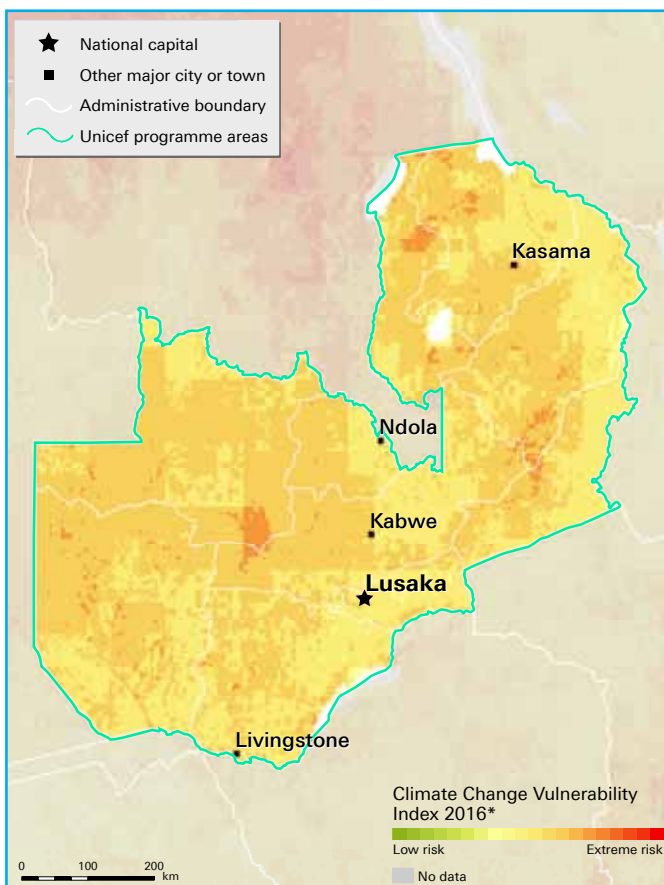 National capital
Other major city or town
Administrative boundary
Unicef programme areas
Kasama
Ndola
Kabwe
Lusaka
Livingstone
Climate Change Vulnerability
Index 2016*
Low risk
Extreme risk
No data
0 100 200
km